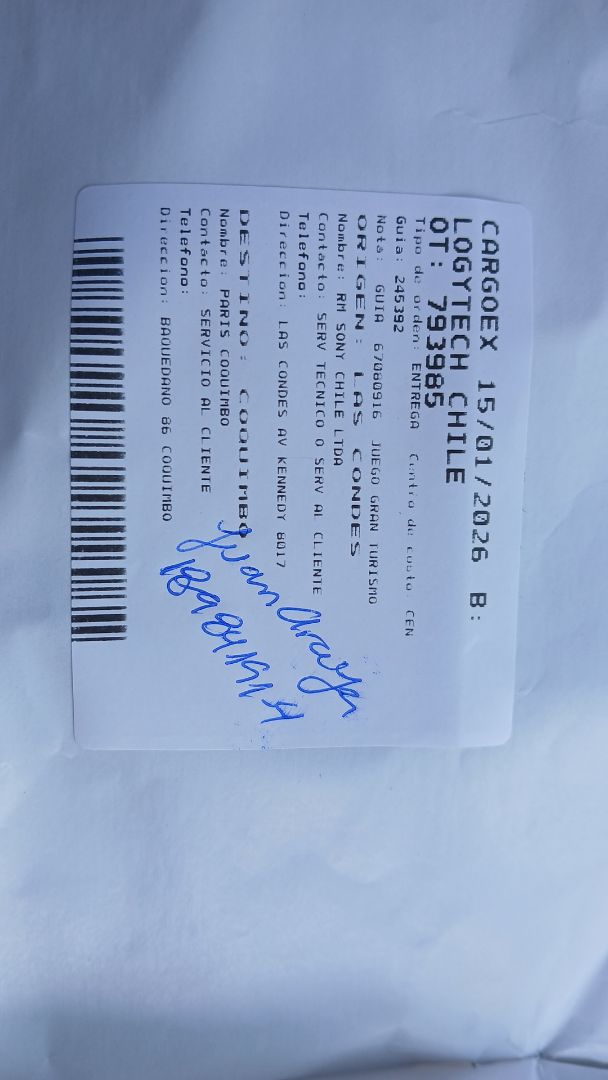 CARGOEX 15/01/2026 B:
LOGYTECH CHILE
OT: 793985
Tipo de orden: ENTREGA Centro de costo: CEN
Guia: 245392
Nota: GUIA 67080916 JUEGO GRAN TURISMO
ORIGEN: LAS CONDES
Nombre: RM SONY CHILE LTDA
Contacto: SERV TECNICO O SERV AL CLIENTE
Telefono:
Direccion: LAS CONDES AV KENNEDY 8017
DESTINO: COQUIMBO
Nombre: PARIS COQUIMBO
Contacto: SERVICIO AL CLIENTE
Telefono:
Direccion: BAQUEDANO 86 COQUIMBO
Juan Araya